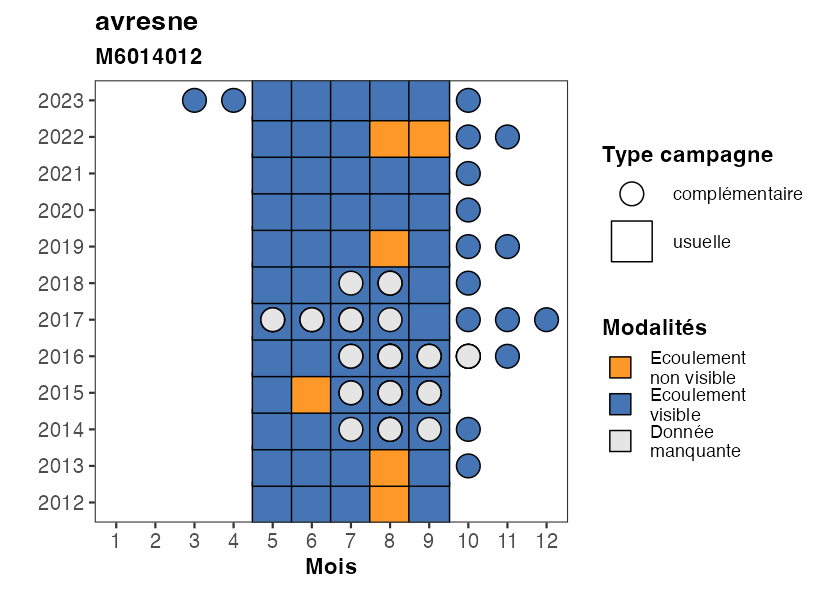 avresne
M6014012
2023
2022
2021
2020
2019
2018
2017
2016
2015
2014
2013
2012
1 2 3 4 5 6 7 8 9 10 11 12
Mois
Type campagne
complémentaire
usuelle
Modalités
Ecoulement
non visible
Ecoulement
visible
Donnée
manquante